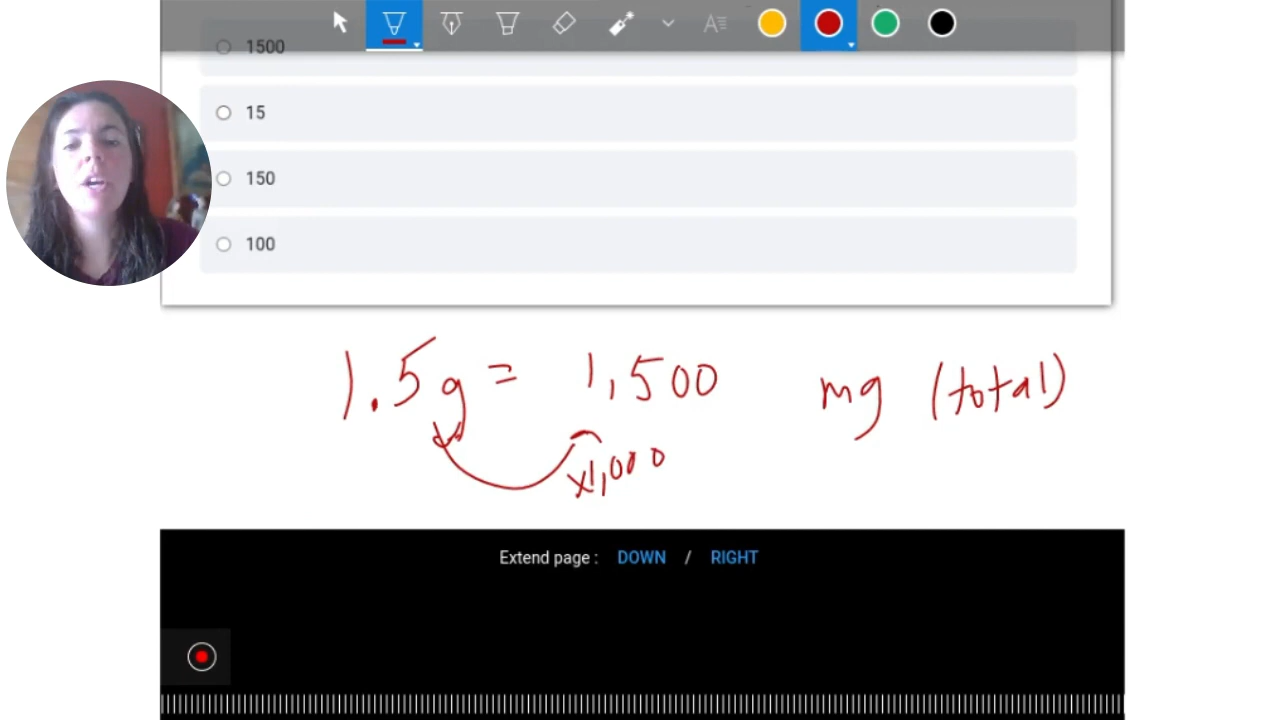 1500
15
150
100
1.5g = 1,500 mg (total)
x1,000
Extend page : DOWN / RIGHT